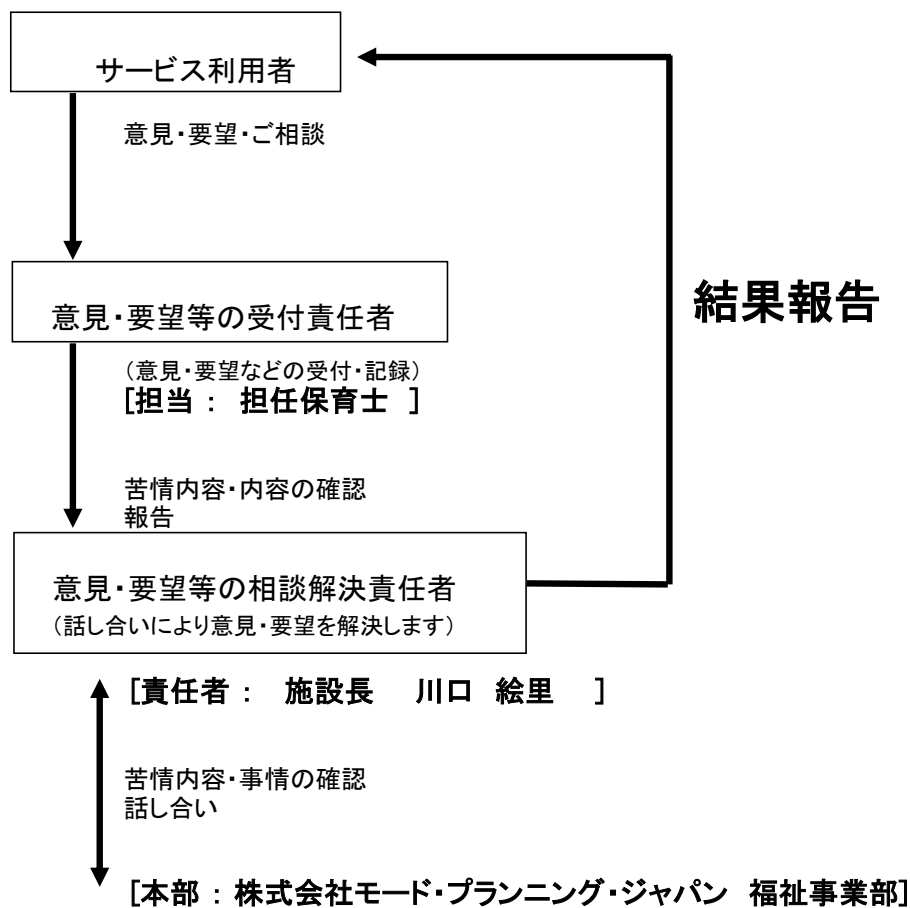 サービス利用者
意見・要望・ご相談
意見・要望等の受付責任者
（意見・要望などの受付・記録）
[担当： 担任保育士 ]
結果報告
苦情内容・内容の確認
報告
意見・要望等の相談解決責任者
（話し合いにより意見・要望を解決します）
[責任者： 施設長 川口 絵里 ]
苦情内容・事情の確認
話し合い
[本部：株式会社モード・プランニング・ジャパン 福祉事業部]